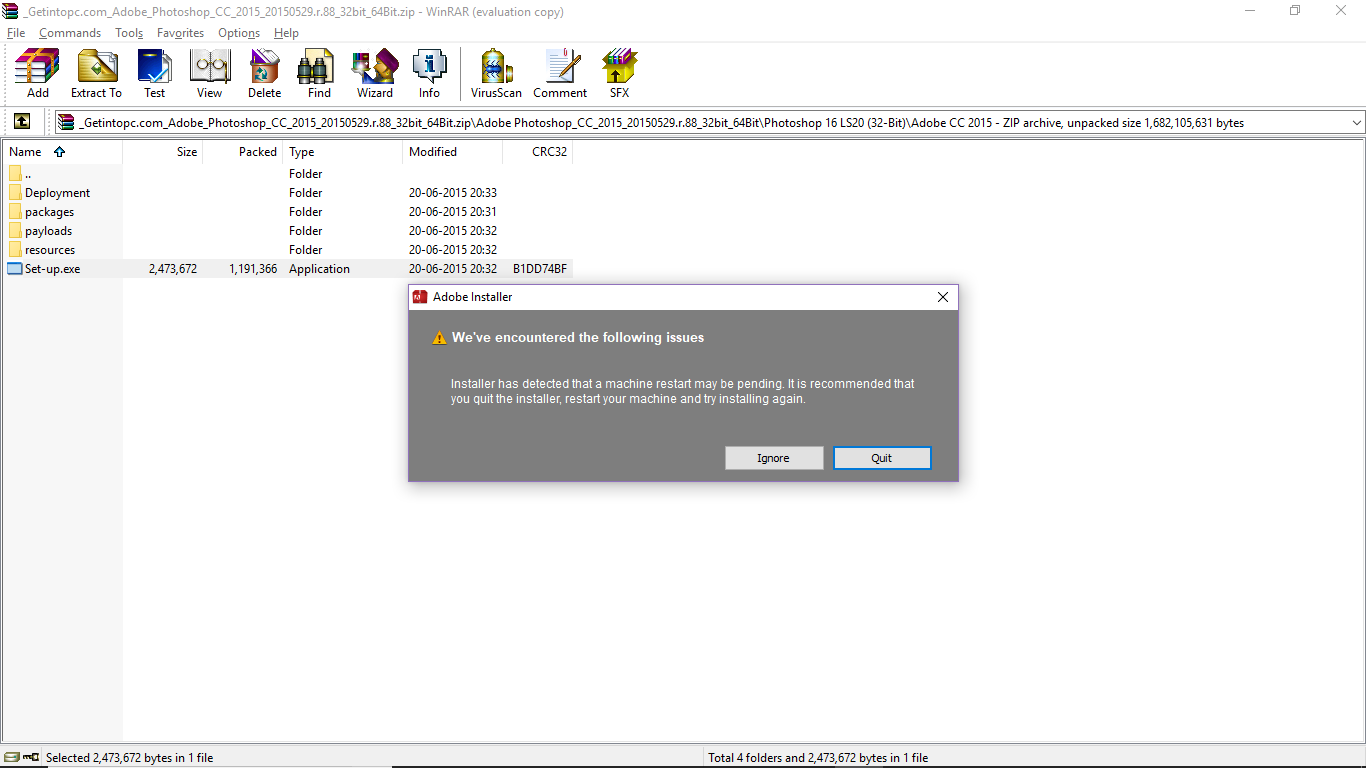 _Getintopc.com_Adobe_Photoshop_CC_2015_20150529.r.88_32bit_64Bit.zip - WinRAR (evaluation copy)
File Commands Tools Favorites Options Help
Add Extract To Test View Delete Find Wizard Info VirusScan Comment SFX
_Getintopc.com_Adobe_Photoshop_CC_2015_20150529.r.88_32bit_64Bit.zip\Adobe Photoshop_CC_2015_20150529.r.88_32bit_64Bit\Photoshop 16 LS20 (32-Bit)\Adobe CC 2015 - ZIP archive, unpacked size 1,682,105,631 bytes
Name Size Packed Type Modified CRC32
.. Folder
Deployment Folder 20-06-2015 20:33
packages Folder 20-06-2015 20:31
payloads Folder 20-06-2015 20:32
resources Folder 20-06-2015 20:32
Set-up.exe 2,473,672 1,191,366 Application 20-06-2015 20:32 B1DD74BF
Adobe Installer
We've encountered the following issues
Installer has detected that a machine restart may be pending. It is recommended that
you quit the installer, restart your machine and try installing again.
Ignore Quit
Selected 2,473,672 bytes in 1 file Total 4 folders and 2,473,672 bytes in 1 file